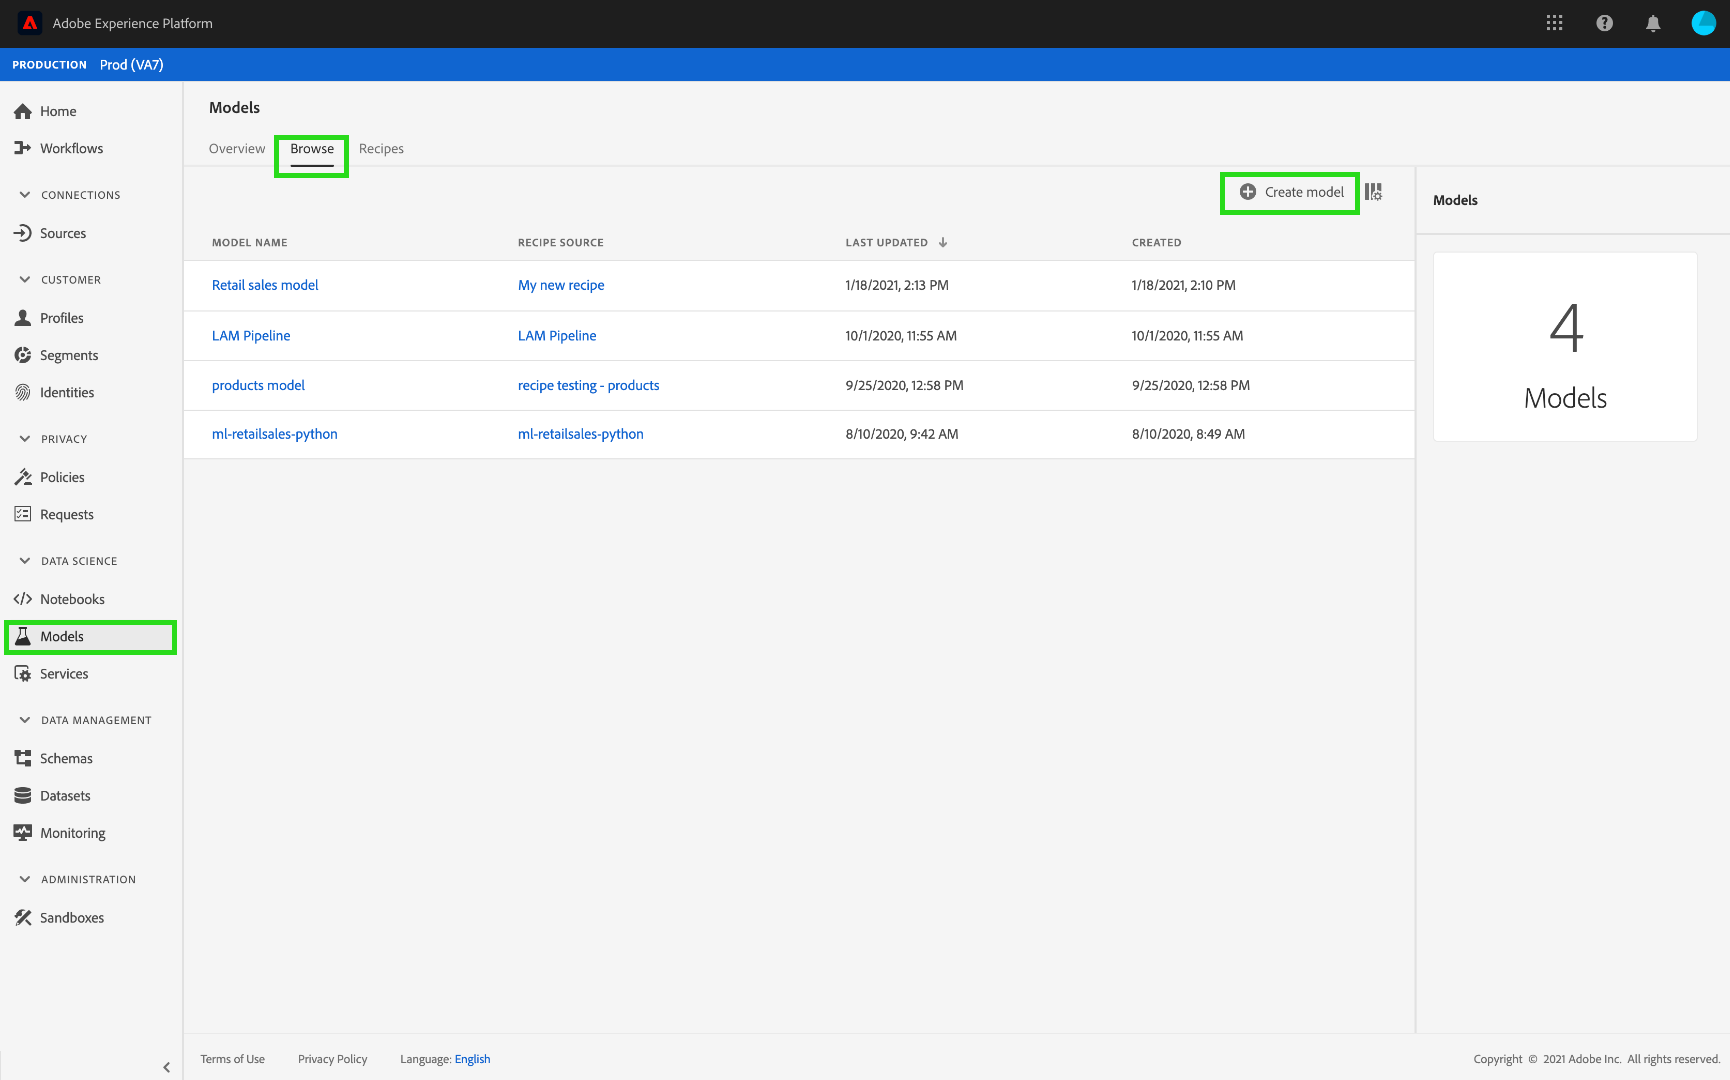 Adobe Experience Platform
PRODUCTION Prod (VA7)
Home
Workflows
CONNECTIONS
Sources
CUSTOMER
Profiles
Segments
Identities
PRIVACY
Policies
Requests
DATA SCIENCE
Notebooks
Models
Services
DATA MANAGEMENT
Schemas
Datasets
Monitoring
ADMINISTRATION
Sandboxes
Models
Overview Browse Recipes
Create model
MODEL NAME RECIPE SOURCE LAST UPDATED CREATED
Retail sales model My new recipe 1/18/2021, 2:13 PM 1/18/2021, 2:10 PM
LAM Pipeline LAM Pipeline 10/1/2020, 11:55 AM 10/1/2020, 11:55 AM
products model recipe testing - products 9/25/2020, 12:58 PM 9/25/2020, 12:58 PM
ml-retailsales-python ml-retailsales-python 8/10/2020, 9:42 AM 8/10/2020, 8:49 AM
Models
4
Models
Terms of Use Privacy Policy Language: English Copyright © 2021 Adobe Inc. All rights reserved.